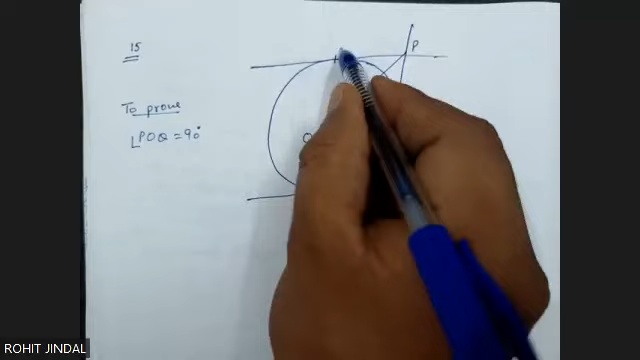 15
To prove
∟POQ = 90°
P
O
ROHIT JINDAL